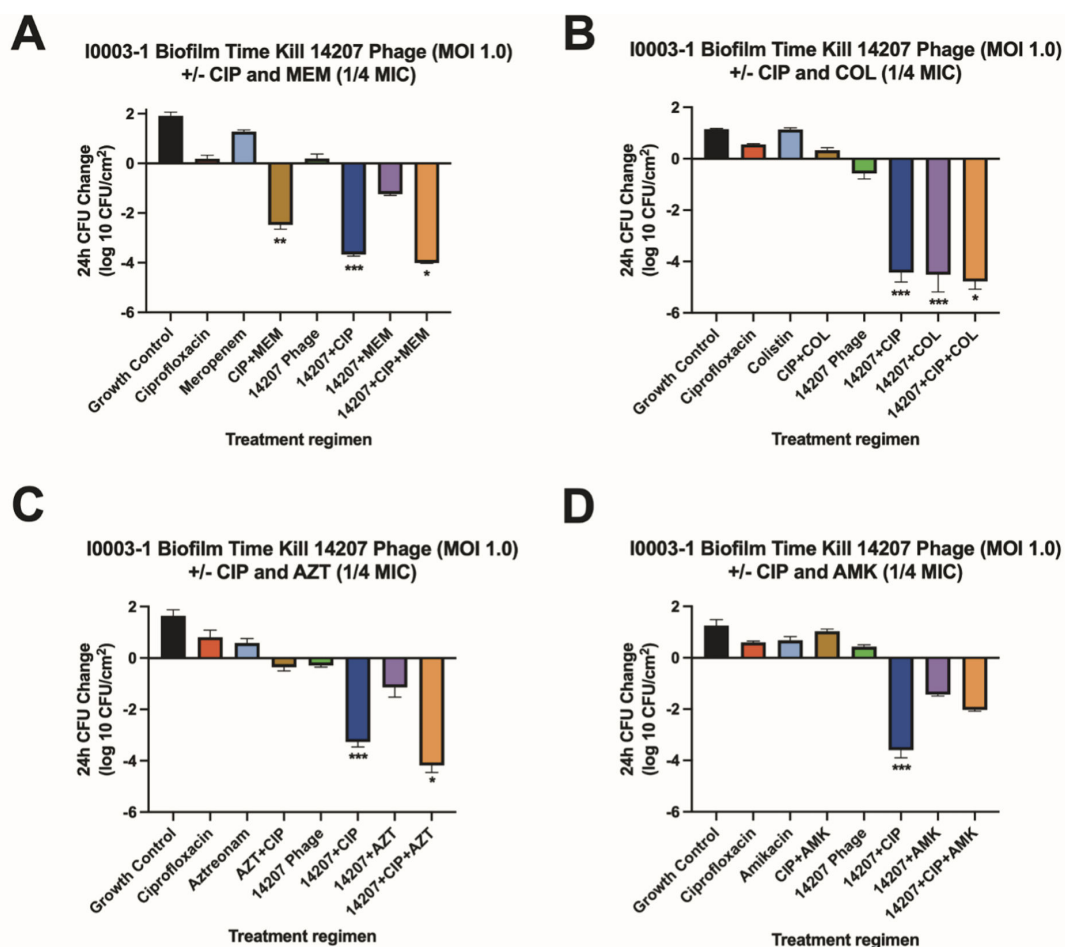 A
I0003-1 Biofilm Time Kill 14207 Phage (MOI 1.0)
+/- CIP and MEM (1/4 MIC)
24h CFU Change
(log 10 CFU/cm²)
2
0
-2
-4
-6
**
***
*
Growth Control
Ciprofloxacin
Meropenem
CIP+MEM
14207 Phage
14207+CIP
14207+MEM
14207+CIP+MEM
Treatment regimen
B
I0003-1 Biofilm Time Kill 14207 Phage (MOI 1.0)
+/- CIP and COL (1/4 MIC)
24h CFU Change
(log 10 CFU/cm²)
2
0
-2
-4
-6
***
***
*
Growth Control
Ciprofloxacin
Colistin
CIP+COL
14207 Phage
14207+CIP
14207+COL
14207+CIP+COL
Treatment regimen
C
I0003-1 Biofilm Time Kill 14207 Phage (MOI 1.0)
+/- CIP and AZT (1/4 MIC)
24h CFU Change
(log 10 CFU/cm²)
2
0
-2
-4
-6
***
*
Growth Control
Ciprofloxacin
Aztreonam
AZT+CIP
14207 Phage
14207+CIP
14207+AZT
14207+CIP+AZT
Treatment regimen
D
I0003-1 Biofilm Time Kill 14207 Phage (MOI 1.0)
+/- CIP and AMK (1/4 MIC)
24h CFU Change
(log 10 CFU/cm²)
2
0
-2
-4
-6
***
Growth Control
Ciprofloxacin
Amikacin
CIP+AMK
14207 Phage
14207+CIP
14207+AMK
14207+CIP+AMK
Treatment regimen